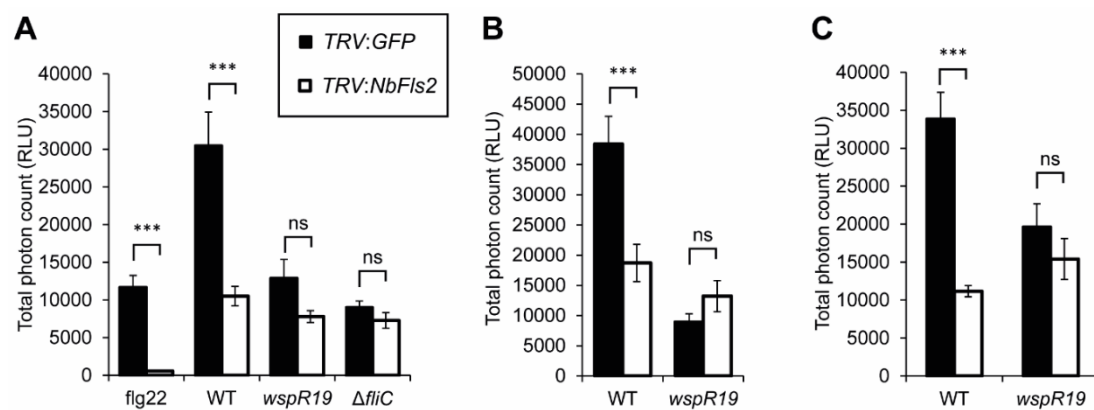 A
TRV:GFP
TRV:NbFls2
Total photon count (RLU)
40000
35000
30000
25000
20000
15000
10000
5000
0
***
***
ns
ns
flg22 WT wspR19 ΔfliC
B
Total photon count (RLU)
50000
45000
40000
35000
30000
25000
20000
15000
10000
5000
0
***
ns
WT wspR19
C
Total photon count (RLU)
40000
35000
30000
25000
20000
15000
10000
5000
0
***
ns
WT wspR19